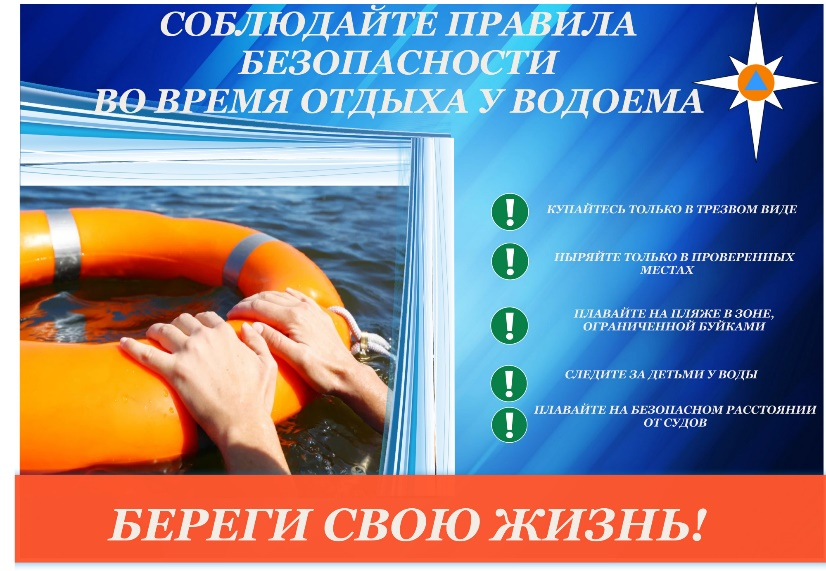 СОБЛЮДАЙТЕ ПРАВИЛА
БЕЗОПАСНОСТИ
ВО ВРЕМЯ ОТДЫХА У ВОДОЕМА
КУПАЙТЕСЬ ТОЛЬКО В ТРЕЗВОМ ВИДЕ
НЫРЯЙТЕ ТОЛЬКО В ПРОВЕРЕННЫХ
МЕСТАХ
ПЛАВАЙТЕ НА ПЛЯЖЕ В ЗОНЕ,
ОГРАНИЧЕННОЙ БУЙКАМИ
СЛЕДИТЕ ЗА ДЕТЬМИ У ВОДЫ
ПЛАВАЙТЕ НА БЕЗОПАСНОМ РАССТОЯНИИ
ОТ СУДОВ
БЕРЕГИ СВОЮ ЖИЗНЬ!